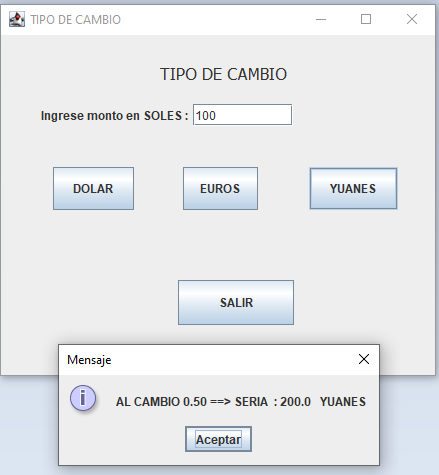 TIPO DE CAMBIO
TIPO DE CAMBIO
Ingrese monto en SOLES : 100
DOLAR EUROS YUANES
SALIR
Mensaje
AL CAMBIO 0.50 ==> SERIA : 200.0 YUANES
Aceptar